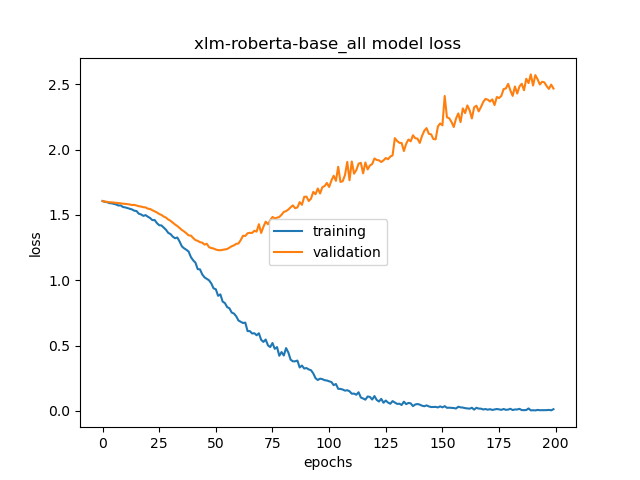 xlm-roberta-base_all model loss
loss
2.5
2.0
1.5
1.0
0.5
0.0
training
validation
0 25 50 75 100 125 150 175 200
epochs